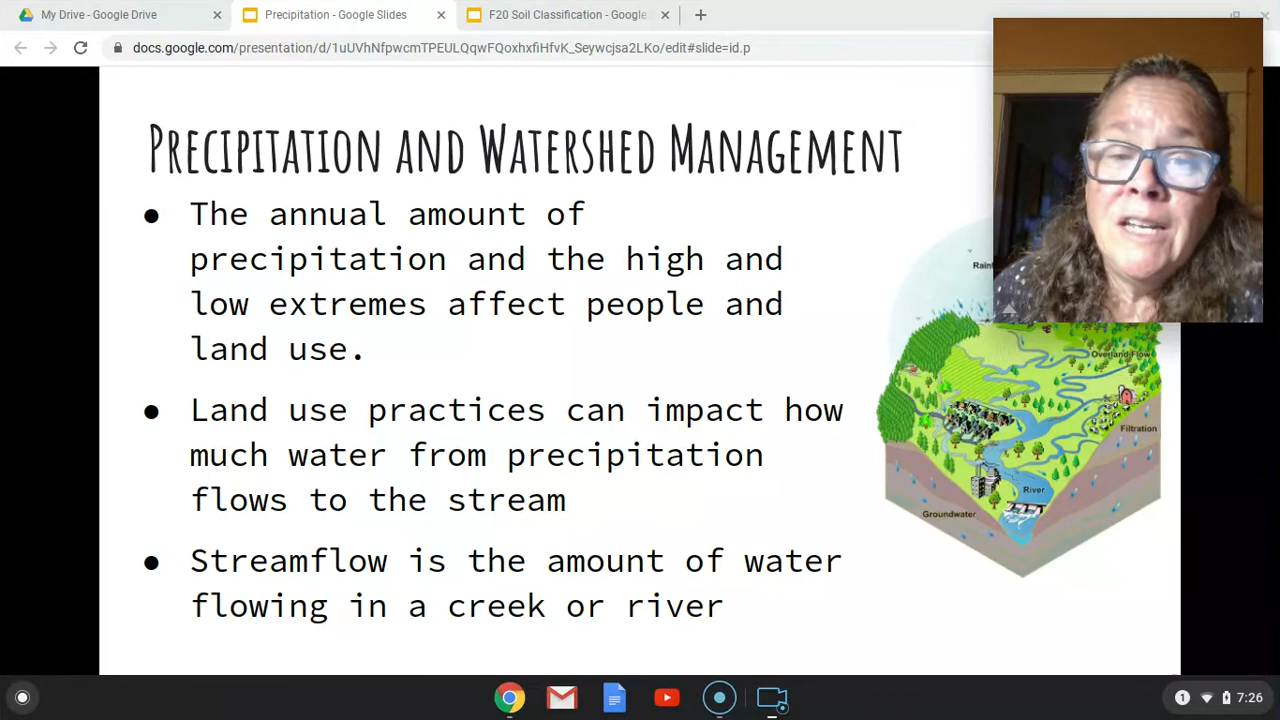 My Drive - Google Drive
Precipitation - Google Slides
F20 Soil Classification - Google
docs.google.com/presentation/d/1uUVhNfpwcmTPEULQqwFQoxhxfiHfvK_Seywcjsa2LKo/edit#slide=id.p
Precipitation and Watershed Management
● The annual amount of
precipitation and the high and
low extremes affect people and
land use.
● Land use practices can impact how
much water from precipitation
flows to the stream
● Streamflow is the amount of water
flowing in a creek or river
Overland Flow
Filtration
River
Groundwater
1
7:26